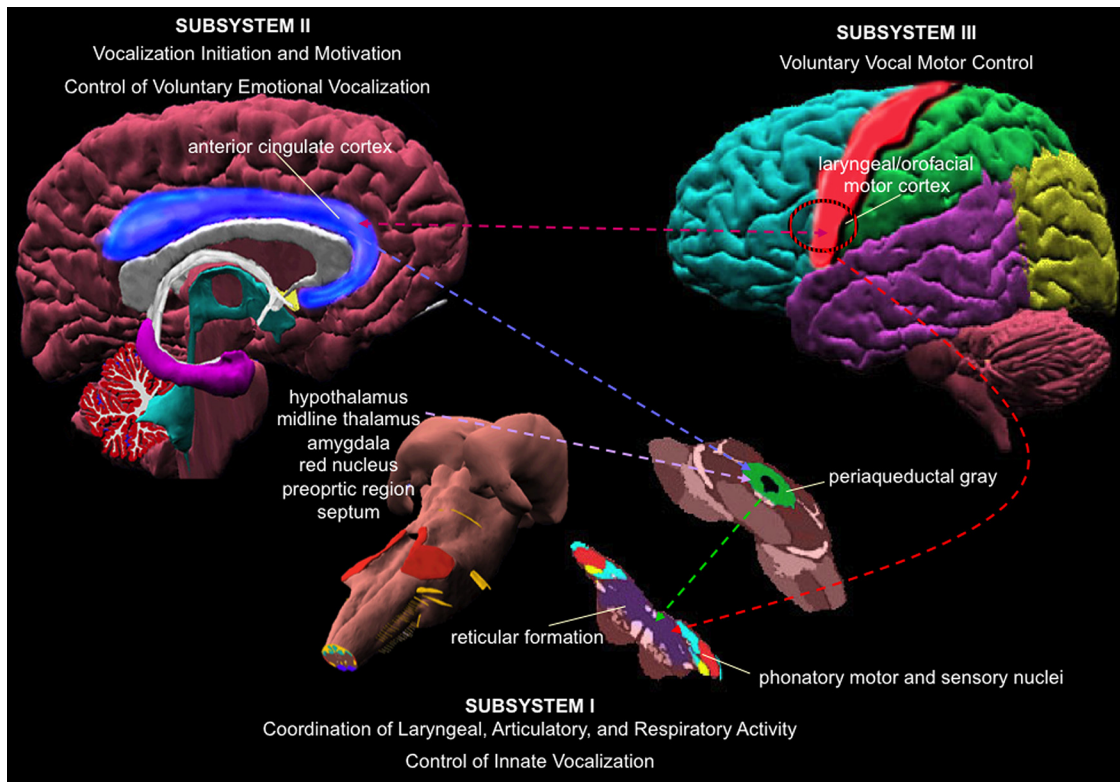 SUBSYSTEM II
Vocalization Initiation and Motivation
Control of Voluntary Emotional Vocalization
anterior cingulate cortex
SUBSYSTEM III
Voluntary Vocal Motor Control
laryngeal/orofacial
motor cortex
hypothalamus
midline thalamus
amygdala
red nucleus
preoprtic region
septum
periaqueductal gray
reticular formation
phonatory motor and sensory nuclei
SUBSYSTEM I
Coordination of Laryngeal, Articulatory, and Respiratory Activity
Control of Innate Vocalization